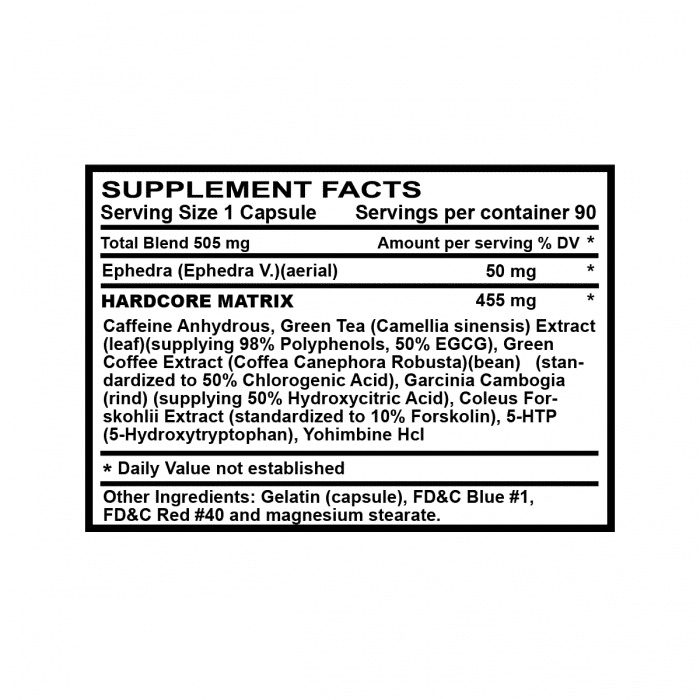 SUPPLEMENT FACTS
Serving Size 1 Capsule Servings per container 90
Total Blend 505 mg Amount per serving % DV *
Ephedra (Ephedra V.)(aerial) 50 mg *
HARDCORE MATRIX 455 mg *
Caffeine Anhydrous, Green Tea (Camellia sinensis) Extract
(leaf)(supplying 98% Polyphenols, 50% EGCG), Green
Coffee Extract (Coffea Canephora Robusta)(bean) (stan-
dardized to 50% Chlorogenic Acid), Garcinia Cambogia
(rind) (supplying 50% Hydroxycitric Acid), Coleus For-
skohlii Extract (standardized to 10% Forskolin), 5-HTP
(5-Hydroxytryptophan), Yohimbine Hcl
* Daily Value not established
Other Ingredients: Gelatin (capsule), FD&C Blue #1,
FD&C Red #40 and magnesium stearate.